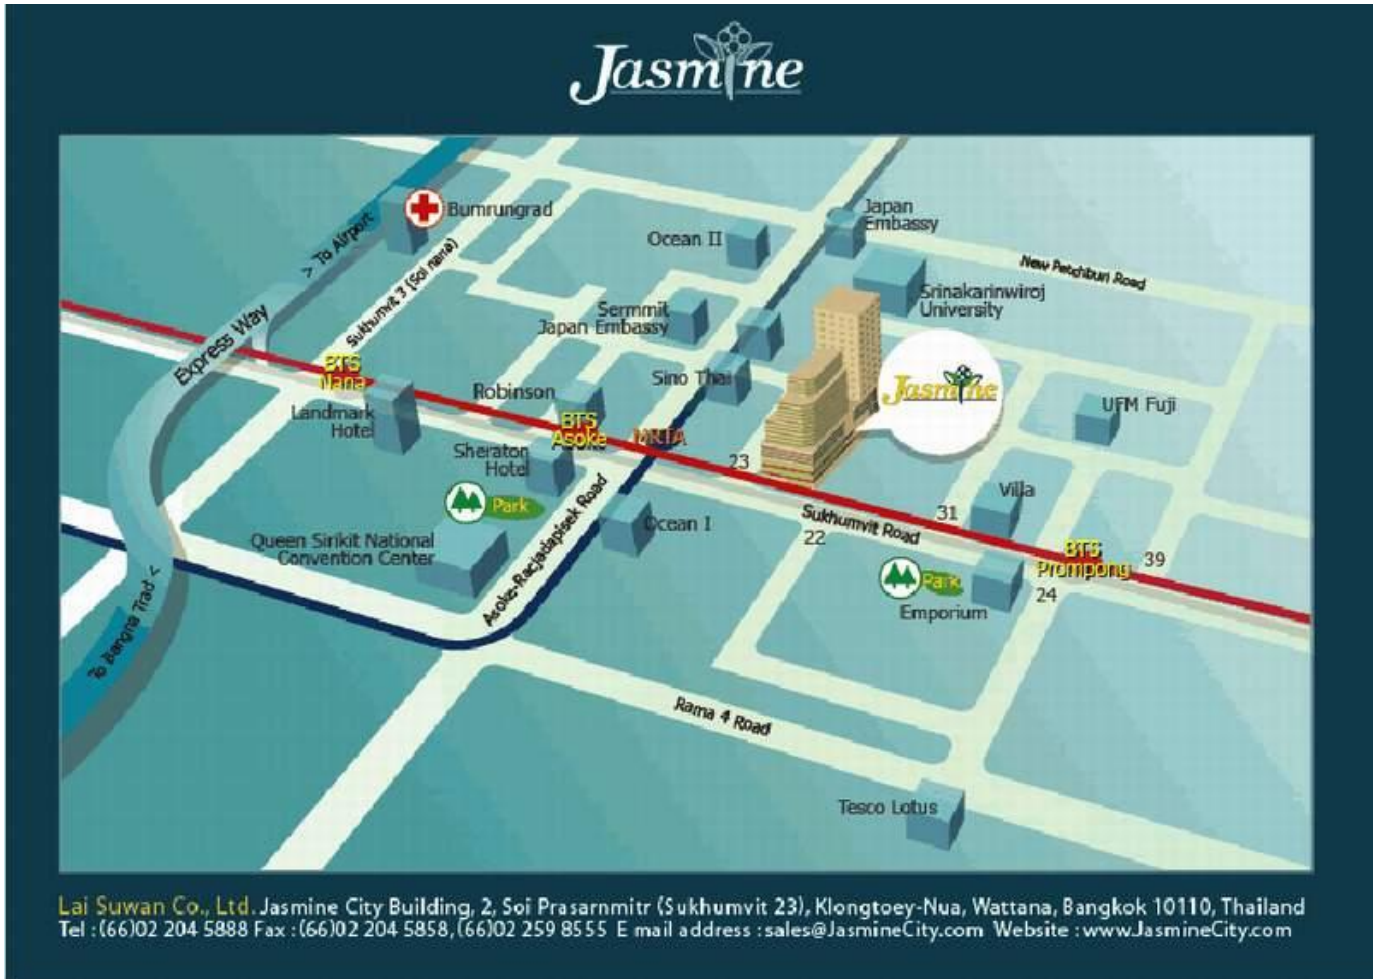 Jasmine
Bumrungrad
> To Airport
Sukhumvit 3 (Soi nana)
Express Way
Japan
Embassy
Ocean II
New Petchburi Road
Srinakarinwiroj
University
Sermmit
Japan Embassy
Sino Thai
Jasmine
BTS
Nana
Robinson
Landmark
Hotel
BTS
Asoke
MRTA
UFM Fuji
Sheraton
Hotel
23
Park
Villa
Sukhumvit Road
31
22
Ocean I
Queen Sirikit National
Convention Center
Asoke-Racjadapisek Road
BTS
Prompong
39
Park
24
Emporium
To Bangna Trad <
Rama 4 Road
Tesco Lotus
Lai Suwan Co., Ltd. Jasmine City Building, 2, Soi Prasarnmitr (Sukhumvit 23), Klongtoey-Nua, Wattana, Bangkok 10110, Thailand
Tel :(66)02 204 5888 Fax :(66)02 204 5858, (66)02 259 8555 E mail address :sales@JasmineCity.com Website :www.JasmineCity.com